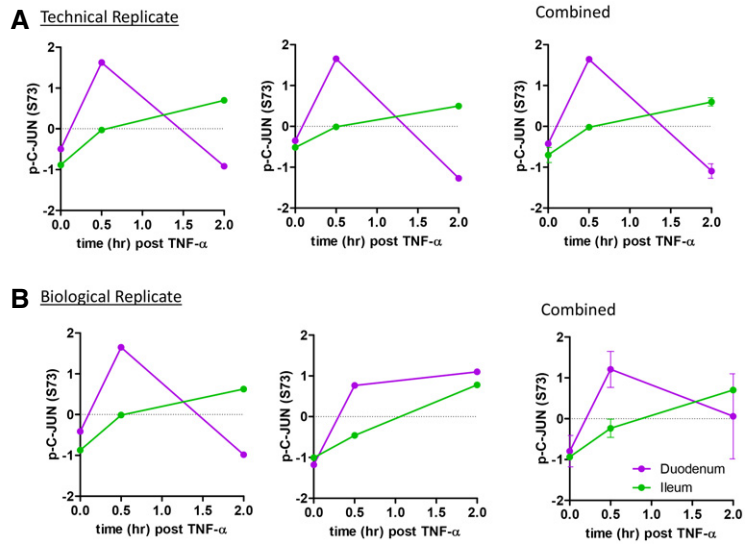 A
Technical Replicate
Combined
2
1
0
-1
-2
p-C-JUN (S73)
0.0 0.5 1.0 1.5 2.0
time (hr) post TNF-α
2
1
0
-1
-2
p-C-JUN (S73)
0.0 0.5 1.0 1.5 2.0
time (hr) post TNF-α
2
1
0
-1
-2
p-C-JUN (S73)
0.0 0.5 1.0 1.5 2.0
time (hr) post TNF-α
B
Biological Replicate
Combined
2
1
0
-1
-2
p-C-JUN (S73)
0.0 0.5 1.0 1.5 2.0
time (hr) post TNF-α
2
1
0
-1
-2
p-C-JUN (S73)
0.0 0.5 1.0 1.5 2.0
time (hr) post TNF-α
2
1
0
-1
-2
p-C-JUN (S73)
Duodenum
Ileum
0.0 0.5 1.0 1.5 2.0
time (hr) post TNF-α